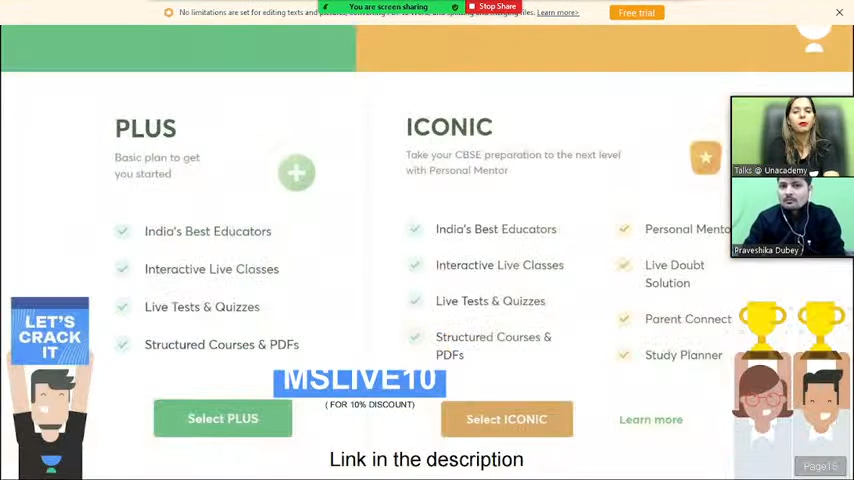 No limitations are set for editing texts and pictures, converting PDF to Word, and splitting and merging files. Learn more>
You are screen sharing
Stop Share
Free trial
PLUS
Basic plan to get
you started
India's Best Educators
Interactive Live Classes
Live Tests & Quizzes
Structured Courses & PDFs
Select PLUS
ICONIC
Take your CBSE preparation to the next level
with Personal Mentor
India's Best Educators
Interactive Live Classes
Live Tests & Quizzes
Structured Courses &
PDFs
Personal Mento
Live Doubt
Solution
Parent Connect
Study Planner
Select ICONIC
Learn more
Talks @ Unacademy
Praveshika Dubey
LET'S
CRACK
IT
MSLIVE10
( FOR 10% DISCOUNT)
Link in the description
Page15